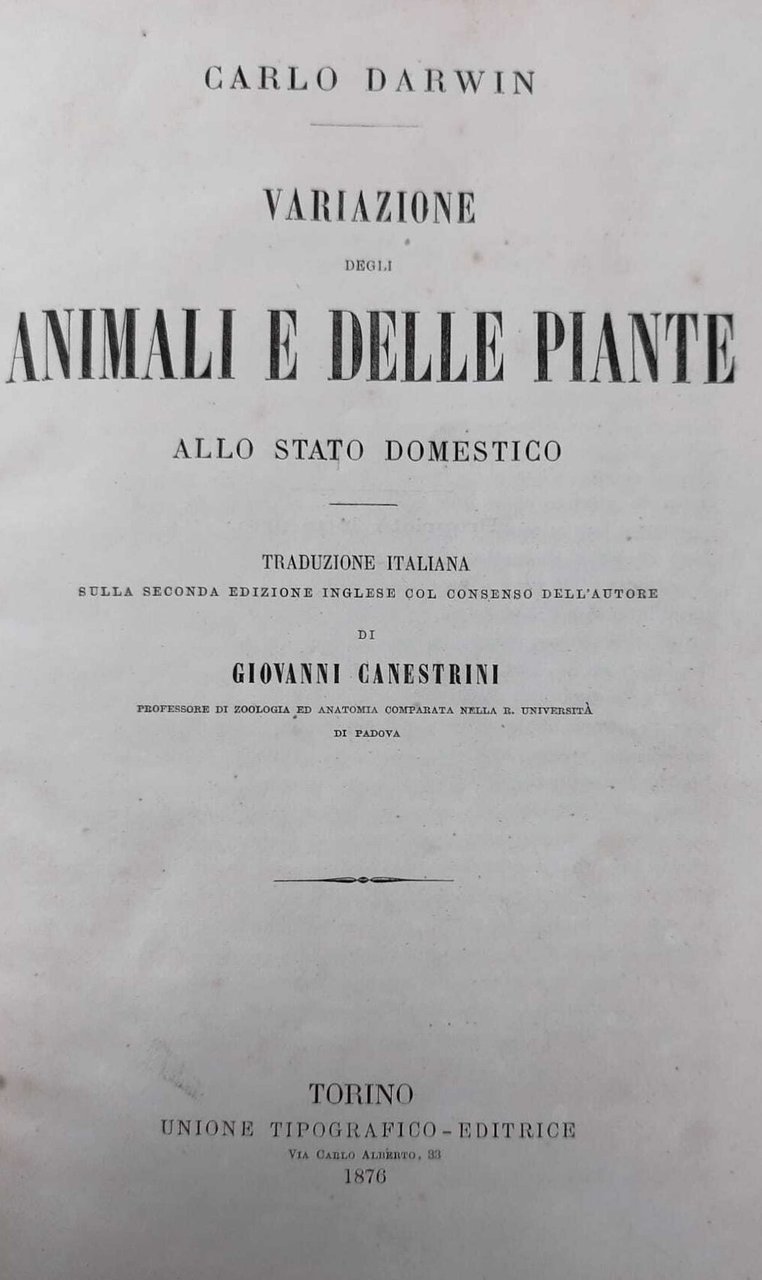 CARLO DARWIN
VARIAZIONE
DEGLI
ANIMALI E DELLE PIANTE
ALLO STATO DOMESTICO
TRADUZIONE ITALIANA
SULLA SECONDA EDIZIONE INGLESE COL CONSENSO DELL'AUTORE
DI
GIOVANNI CANESTRINI
PROFESSORE DI ZOOLOGIA ED ANATOMIA COMPARATA NELLA R. UNIVERSITÀ
DI PADOVA
TORINO
UNIONE TIPOGRAFICO-EDITRICE
VIA CARLO ALBERTO, 33
1876